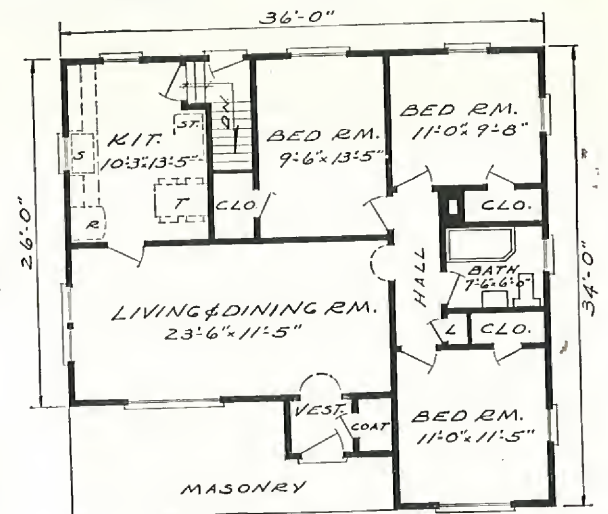 36'-0"
KIT.
10'-3"x13'-5"
S
R
T
ST.
DN
BED RM.
9'-6"x13'-5"
CLO.
BED RM.
11'-0"x9'-8"
CLO.
26'-0"
34'-0"
LIVING & DINING RM.
23'-6"x11'-5"
HALL
BATH
7'-6"x6'-0"
L
CLO.
VEST.
COAT
BED RM.
11'-0"x11'-5"
MASONRY